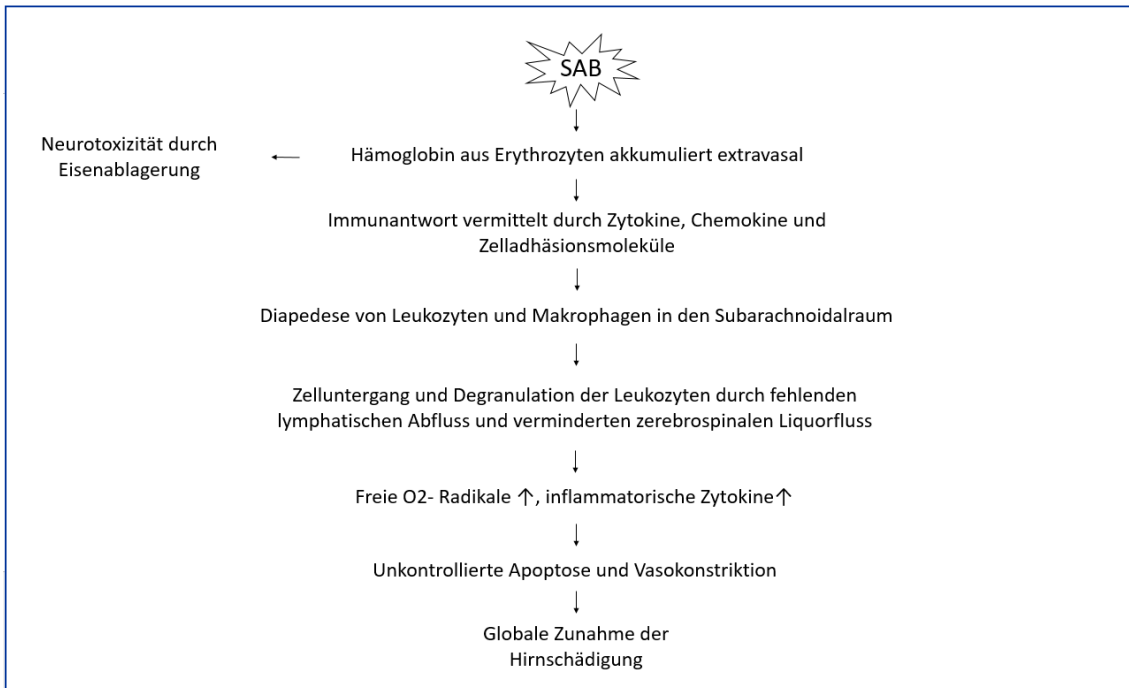 SAB
Neurotoxizität durch
Eisenablagerung
Hämoglobin aus Erythrozyten akkumuliert extravasal
Immunantwort vermittelt durch Zytokine, Chemokine und
Zelladhäsionsmoleküle
Diapedese von Leukozyten und Makrophagen in den Subarachnoidalraum
Zelluntergang und Degranulation der Leukozyten durch fehlenden
lymphatischen Abfluss und verminderten zerebrospinalen Liquorfluss
Freie O2- Radikale ↑, inflammatorische Zytokine↑
Unkontrollierte Apoptose und Vasokonstriktion
Globale Zunahme der
Hirnschädigung